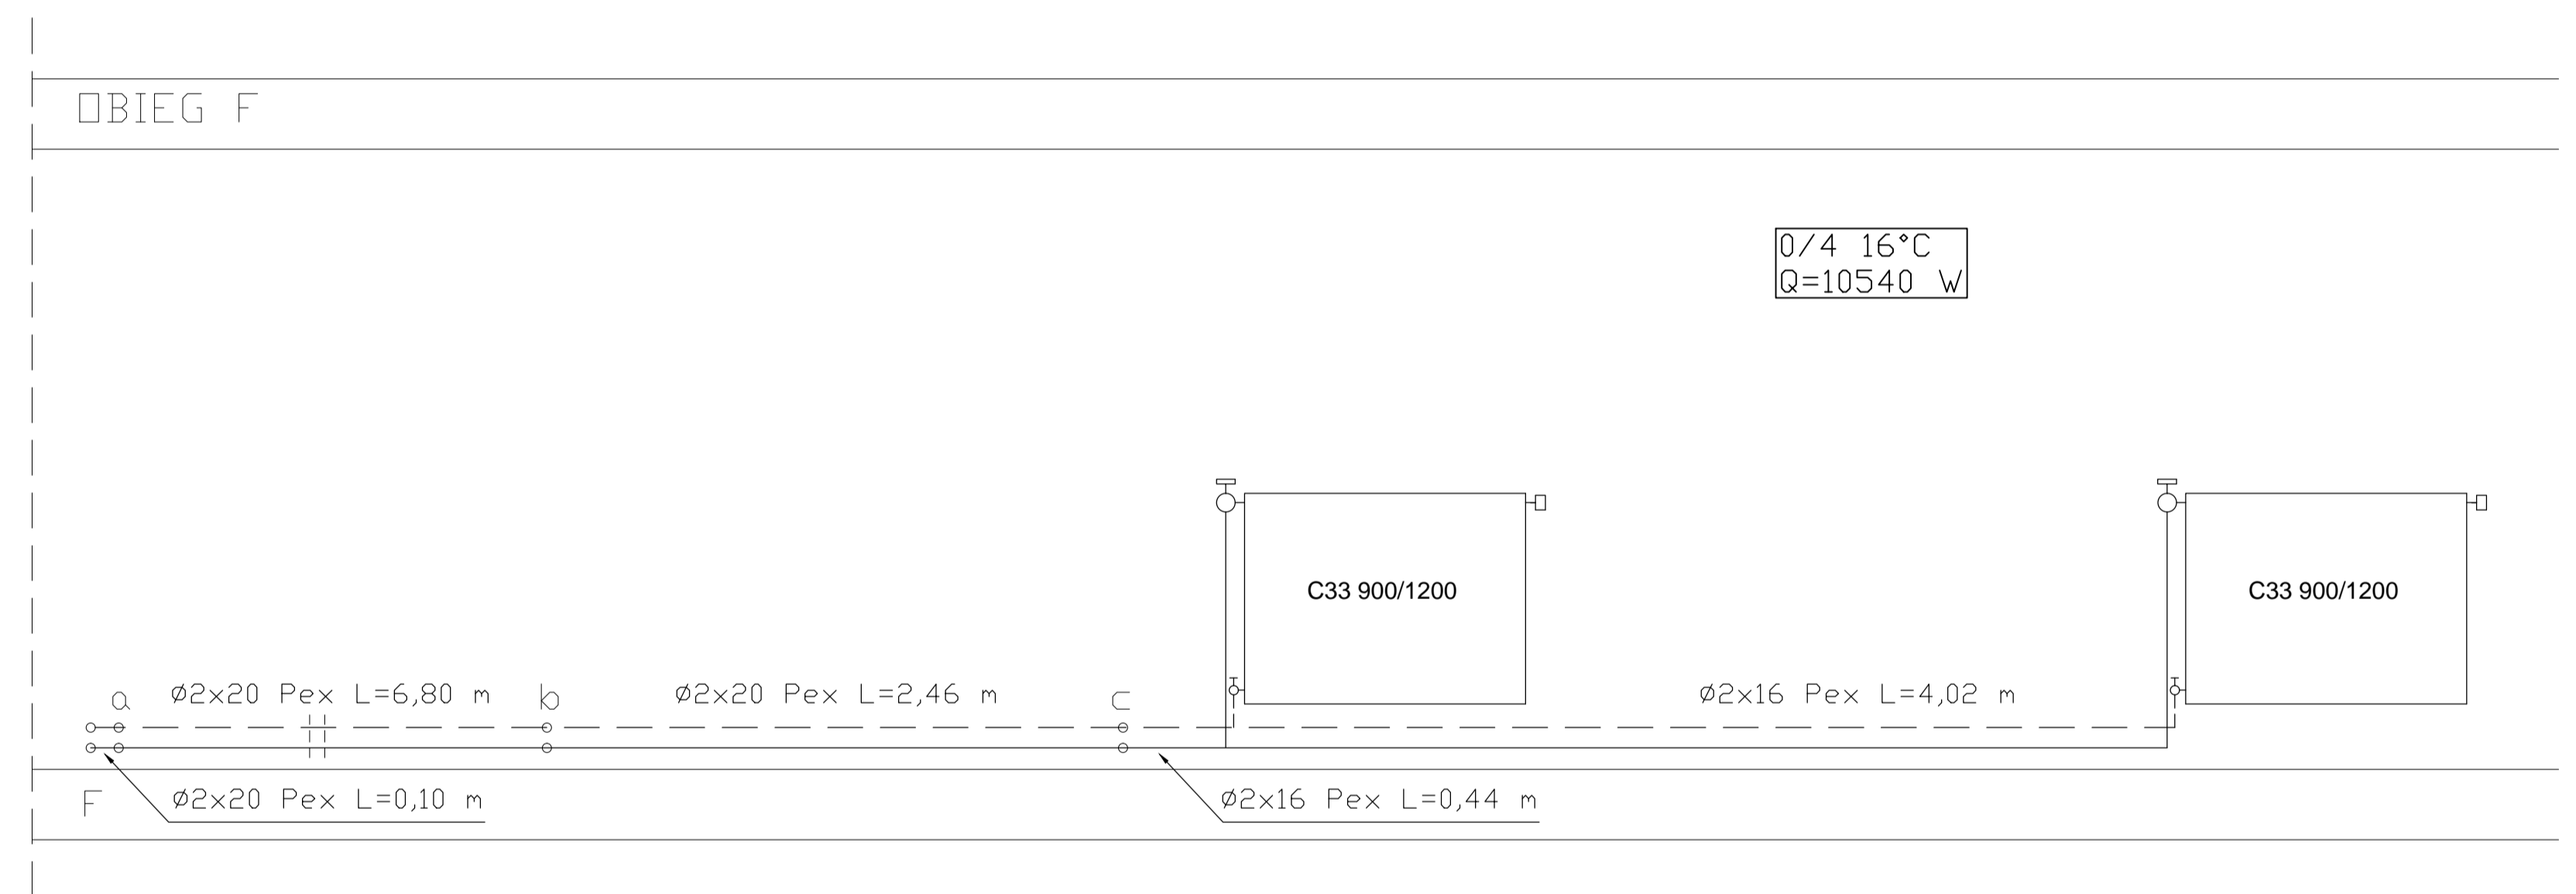 OBIEG F
0/4 16°C
Q=10540 W
C33 900/1200
C33 900/1200
a
Ø2x20 Pex L=6,80 m
b
Ø2x20 Pex L=2,46 m
c
Ø2x16 Pex L=4,02 m
F
Ø2x20 Pex L=0,10 m
Ø2x16 Pex L=0,44 m